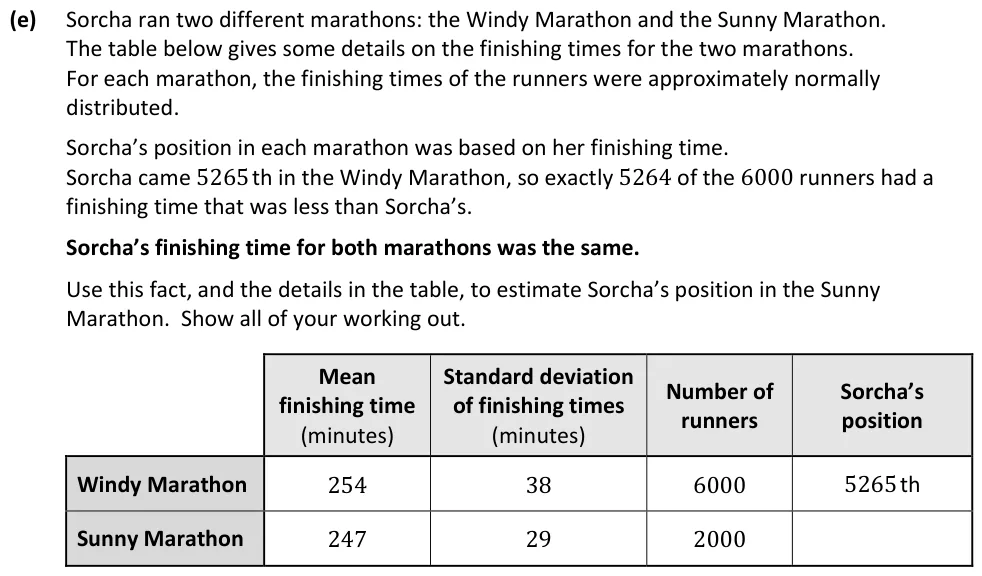 (e) Sorcha ran two different marathons: the Windy Marathon and the Sunny Marathon.
The table below gives some details on the finishing times for the two marathons.
For each marathon, the finishing times of the runners were approximately normally
distributed.
Sorcha’s position in each marathon was based on her finishing time.
Sorcha came 5265th in the Windy Marathon, so exactly 5264 of the 6000 runners had a
finishing time that was less than Sorcha’s.
Sorcha’s finishing time for both marathons was the same.
Use this fact, and the details in the table, to estimate Sorcha’s position in the Sunny
Marathon. Show all of your working out.
Mean finishing time (minutes) Standard deviation of finishing times (minutes) Number of runners Sorcha’s position
Windy Marathon 254 38 6000 5265th
Sunny Marathon 247 29 2000